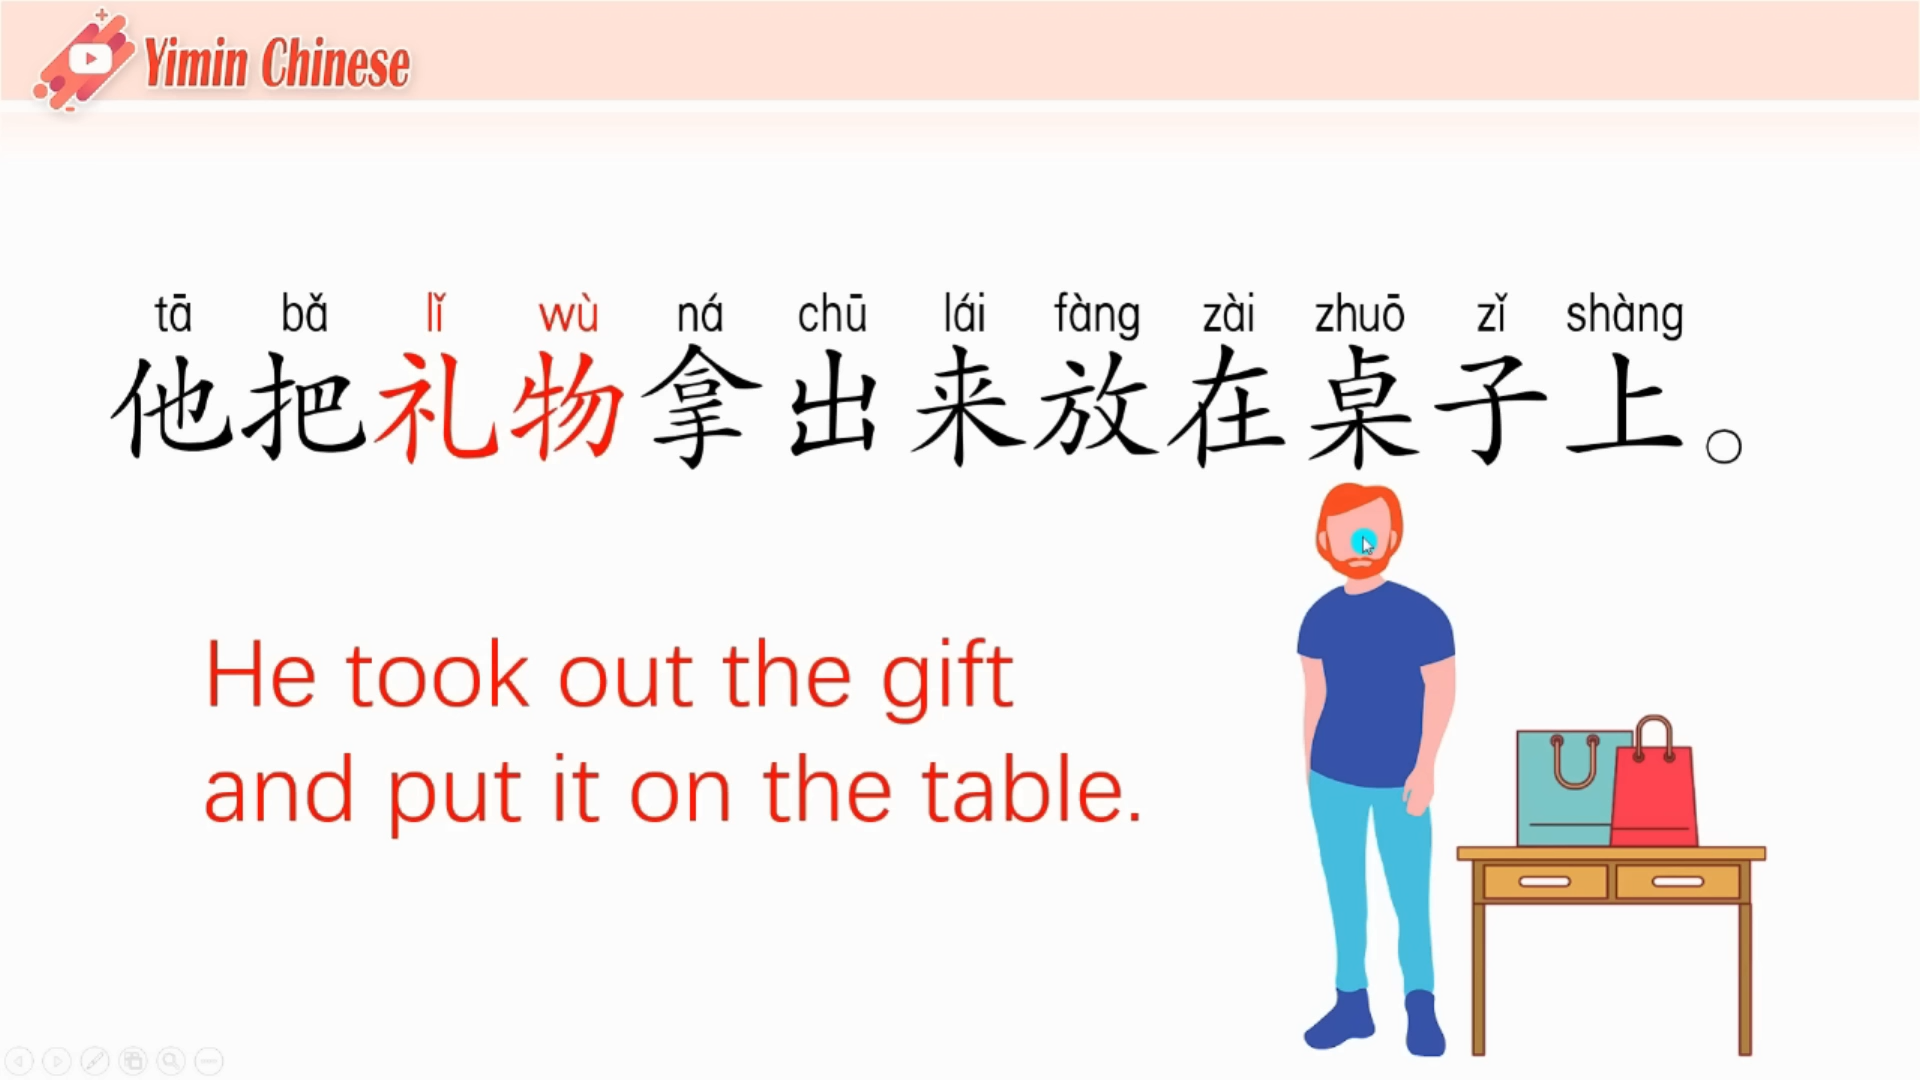 Yimin Chinese
tā bǎ lǐ wù ná chū lái fàng zài zhuō zǐ shàng
他把礼物拿出来放在桌子上。
He took out the gift
and put it on the table.